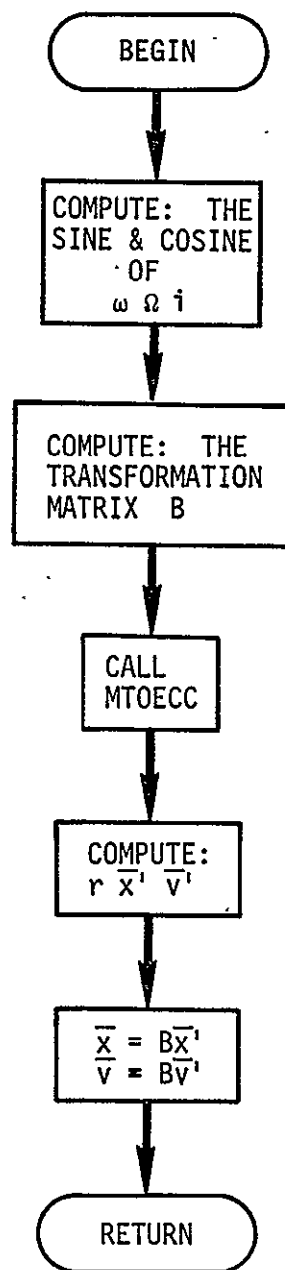 BEGIN
COMPUTE: THE
SINE & COSINE
OF
ω Ω i
COMPUTE: THE
TRANSFORMATION
MATRIX B
CALL
MTOECC
COMPUTE:
r x̄' v̄'
x̄ = Bx̄'
v̄ = Bv̄'
RETURN